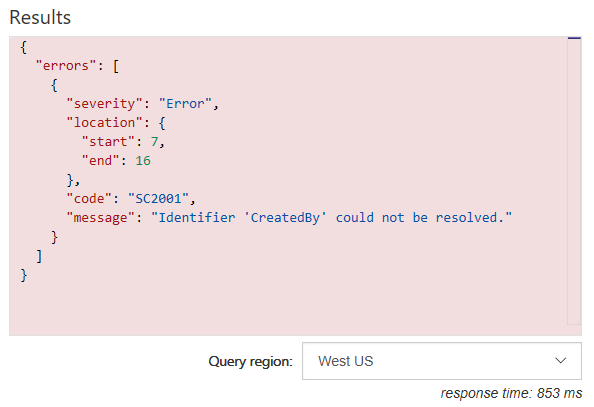 Results
{
  "errors": [
    {
      "severity": "Error",
      "location": {
        "start": 7,
        "end": 16
      },
      "code": "SC2001",
      "message": "Identifier 'CreatedBy' could not be resolved."
    }
  ]
}
Query region: West US
response time: 853 ms